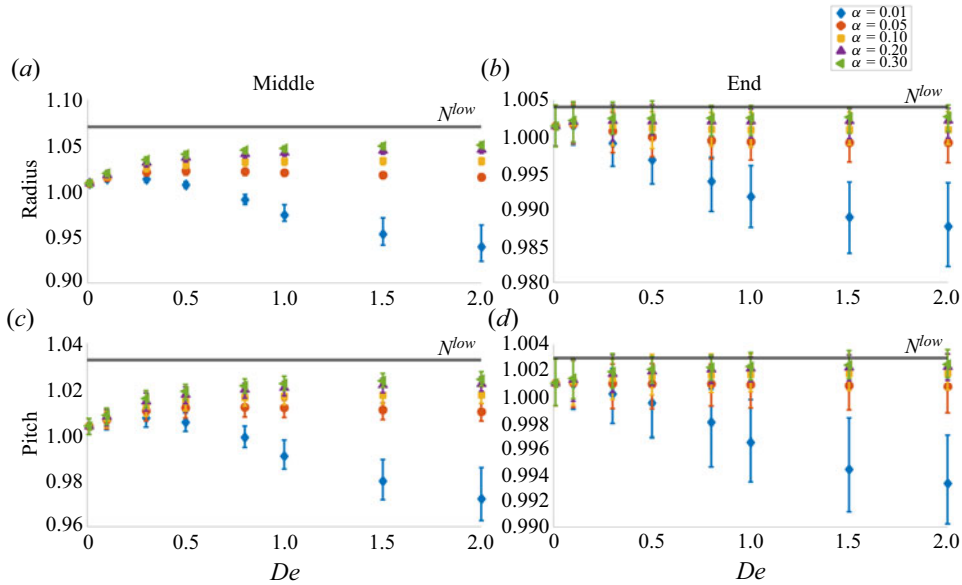 α = 0.01
α = 0.05
α = 0.10
α = 0.20
α = 0.30
(a)
Middle
1.10
1.05
1.00
0.95
0.90
Radius
N^low
0
0.5
1.0
1.5
2.0
(b)
End
1.005
1.000
0.995
0.990
0.985
0.980
N^low
0
0.5
1.0
1.5
2.0
(c)
1.04
1.02
1.00
0.98
0.96
Pitch
N^low
0
0.5
1.0
1.5
2.0
De
(d)
1.004
1.002
1.000
0.998
0.996
0.994
0.992
0.990
N^low
0
0.5
1.0
1.5
2.0
De